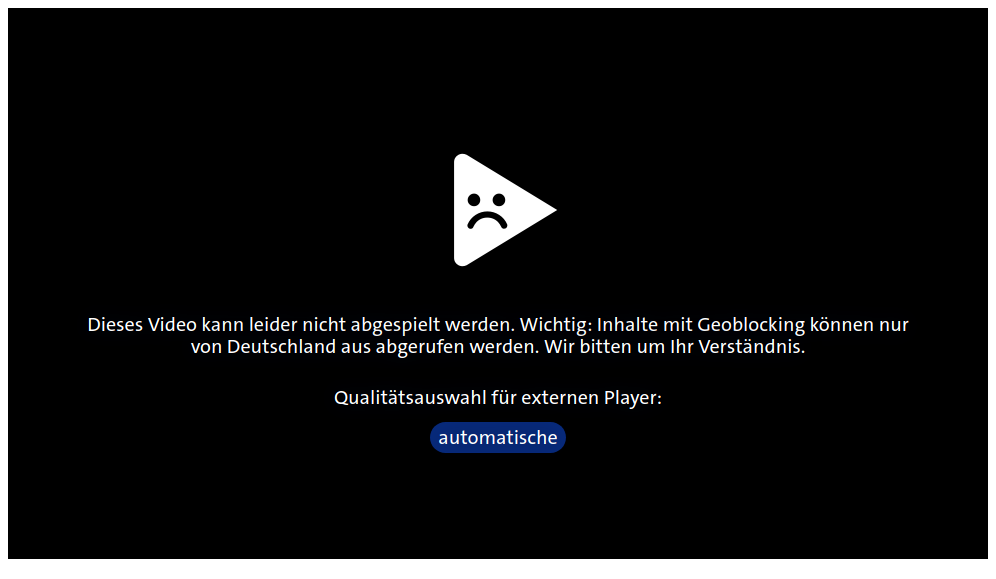 Dieses Video kann leider nicht abgespielt werden. Wichtig: Inhalte mit Geoblocking können nur
von Deutschland aus abgerufen werden. Wir bitten um Ihr Verständnis.
Qualitätsauswahl für externen Player:
automatische